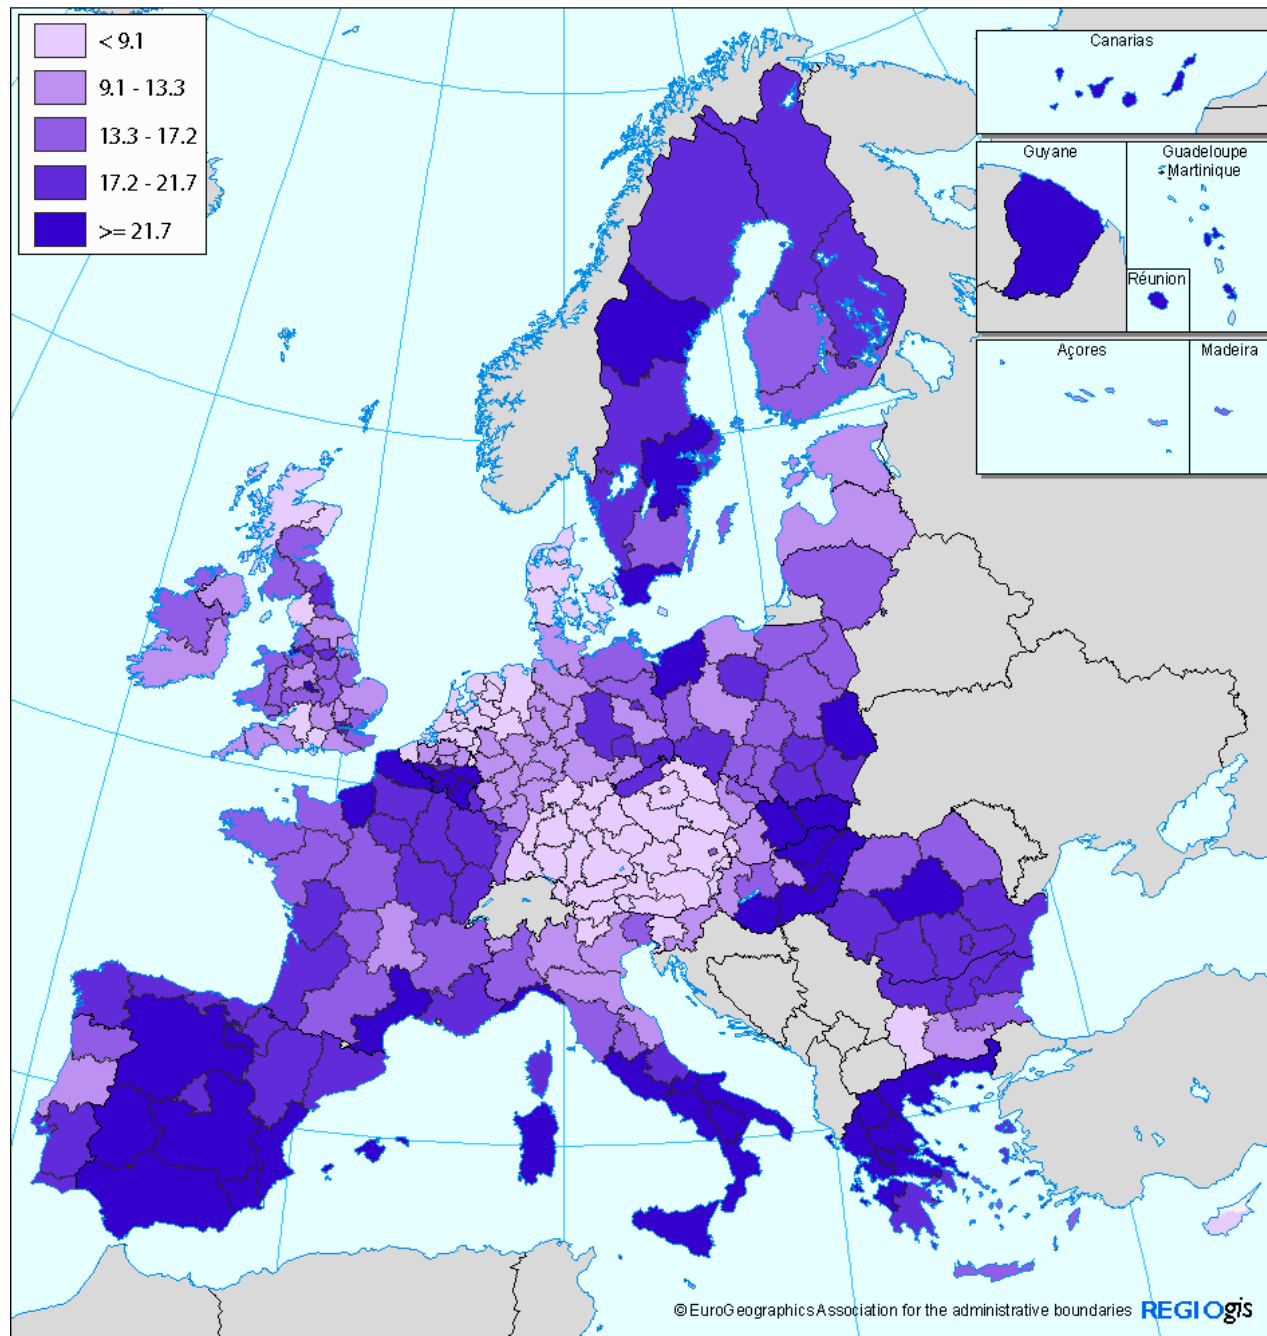 < 9.1
9.1 - 13.3
13.3 - 17.2
17.2 - 21.7
>= 21.7
Canarias
Guyane
Guadeloupe
Martinique
Réunion
Açores
Madeira
© EuroGeographics Association for the administrative boundaries REGIOgis